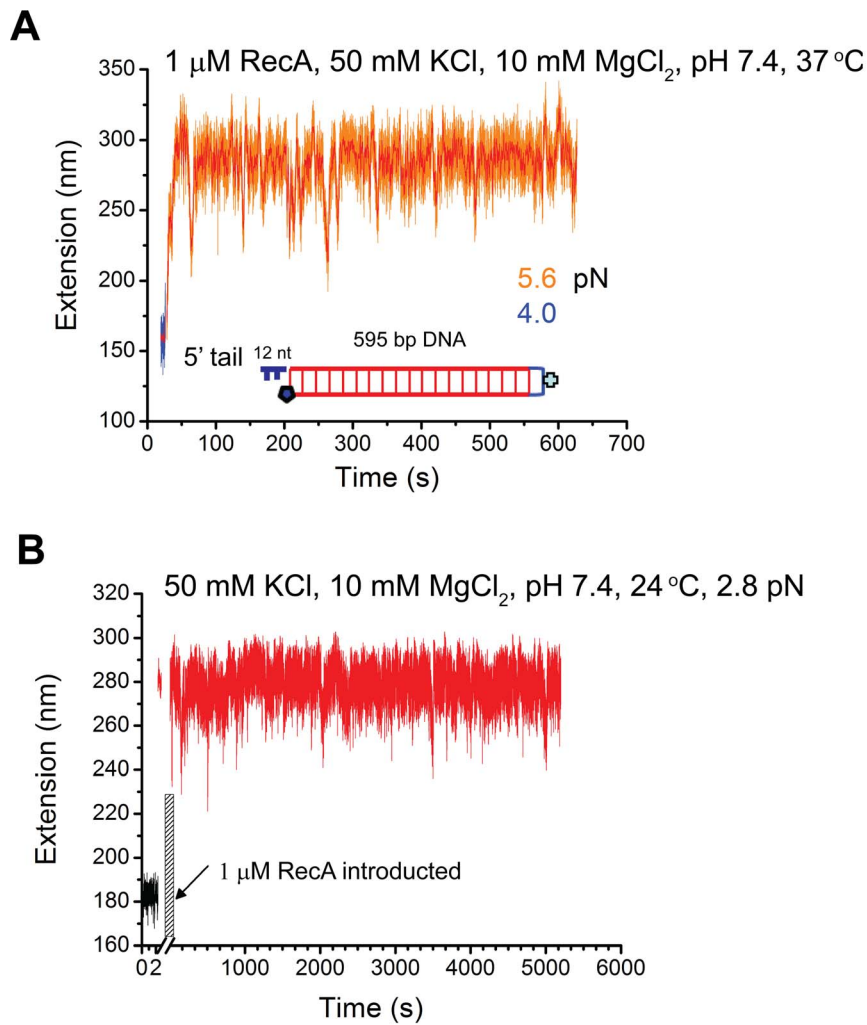 A
1 μM RecA, 50 mM KCl, 10 mM MgCl₂, pH 7.4, 37 °C
350
300
250
200
150
100
Extension (nm)
5.6 pN
4.0
595 bp DNA
5' tail 12 nt
0 100 200 300 400 500 600 700
Time (s)
B
50 mM KCl, 10 mM MgCl₂, pH 7.4, 24 °C, 2.8 pN
320
300
280
260
240
220
200
180
160
Extension (nm)
1 μM RecA introducted
02 1000 2000 3000 4000 5000 6000
Time (s)